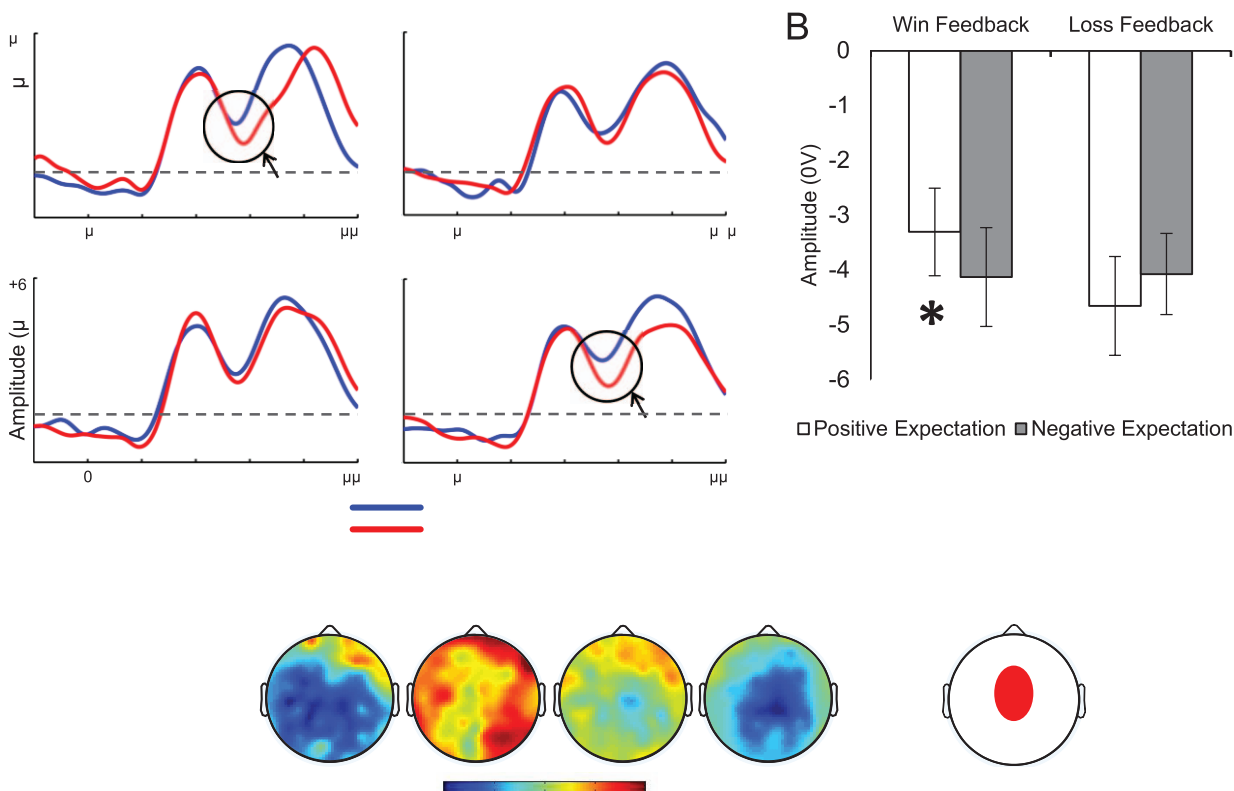 µ
µ
µ
µµ
µ
µ µ
+6
Amplitude (µ
0
µµ
µ
µµ
B
Win Feedback
Loss Feedback
0
-1
-2
-3
-4
-5
-6
Amplitude (0V)
*
Positive Expectation
Negative Expectation